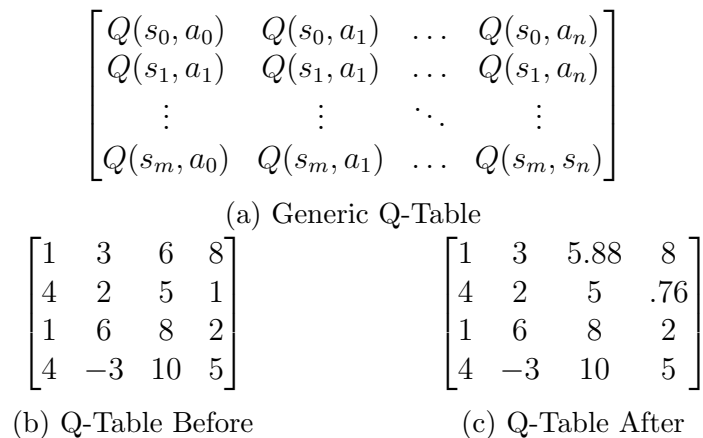 Q(s_0, a_0) Q(s_0, a_1) … Q(s_0, a_n)
Q(s_1, a_1) Q(s_1, a_1) … Q(s_1, a_n)
⋮ ⋮ ⋱ ⋮
Q(s_m, a_0) Q(s_m, a_1) … Q(s_m, s_n)
(a) Generic Q-Table
1 3 6 8
4 2 5 1
1 6 8 2
4 −3 10 5
(b) Q-Table Before
1 3 5.88 8
4 2 5 .76
1 6 8 2
4 −3 10 5
(c) Q-Table After